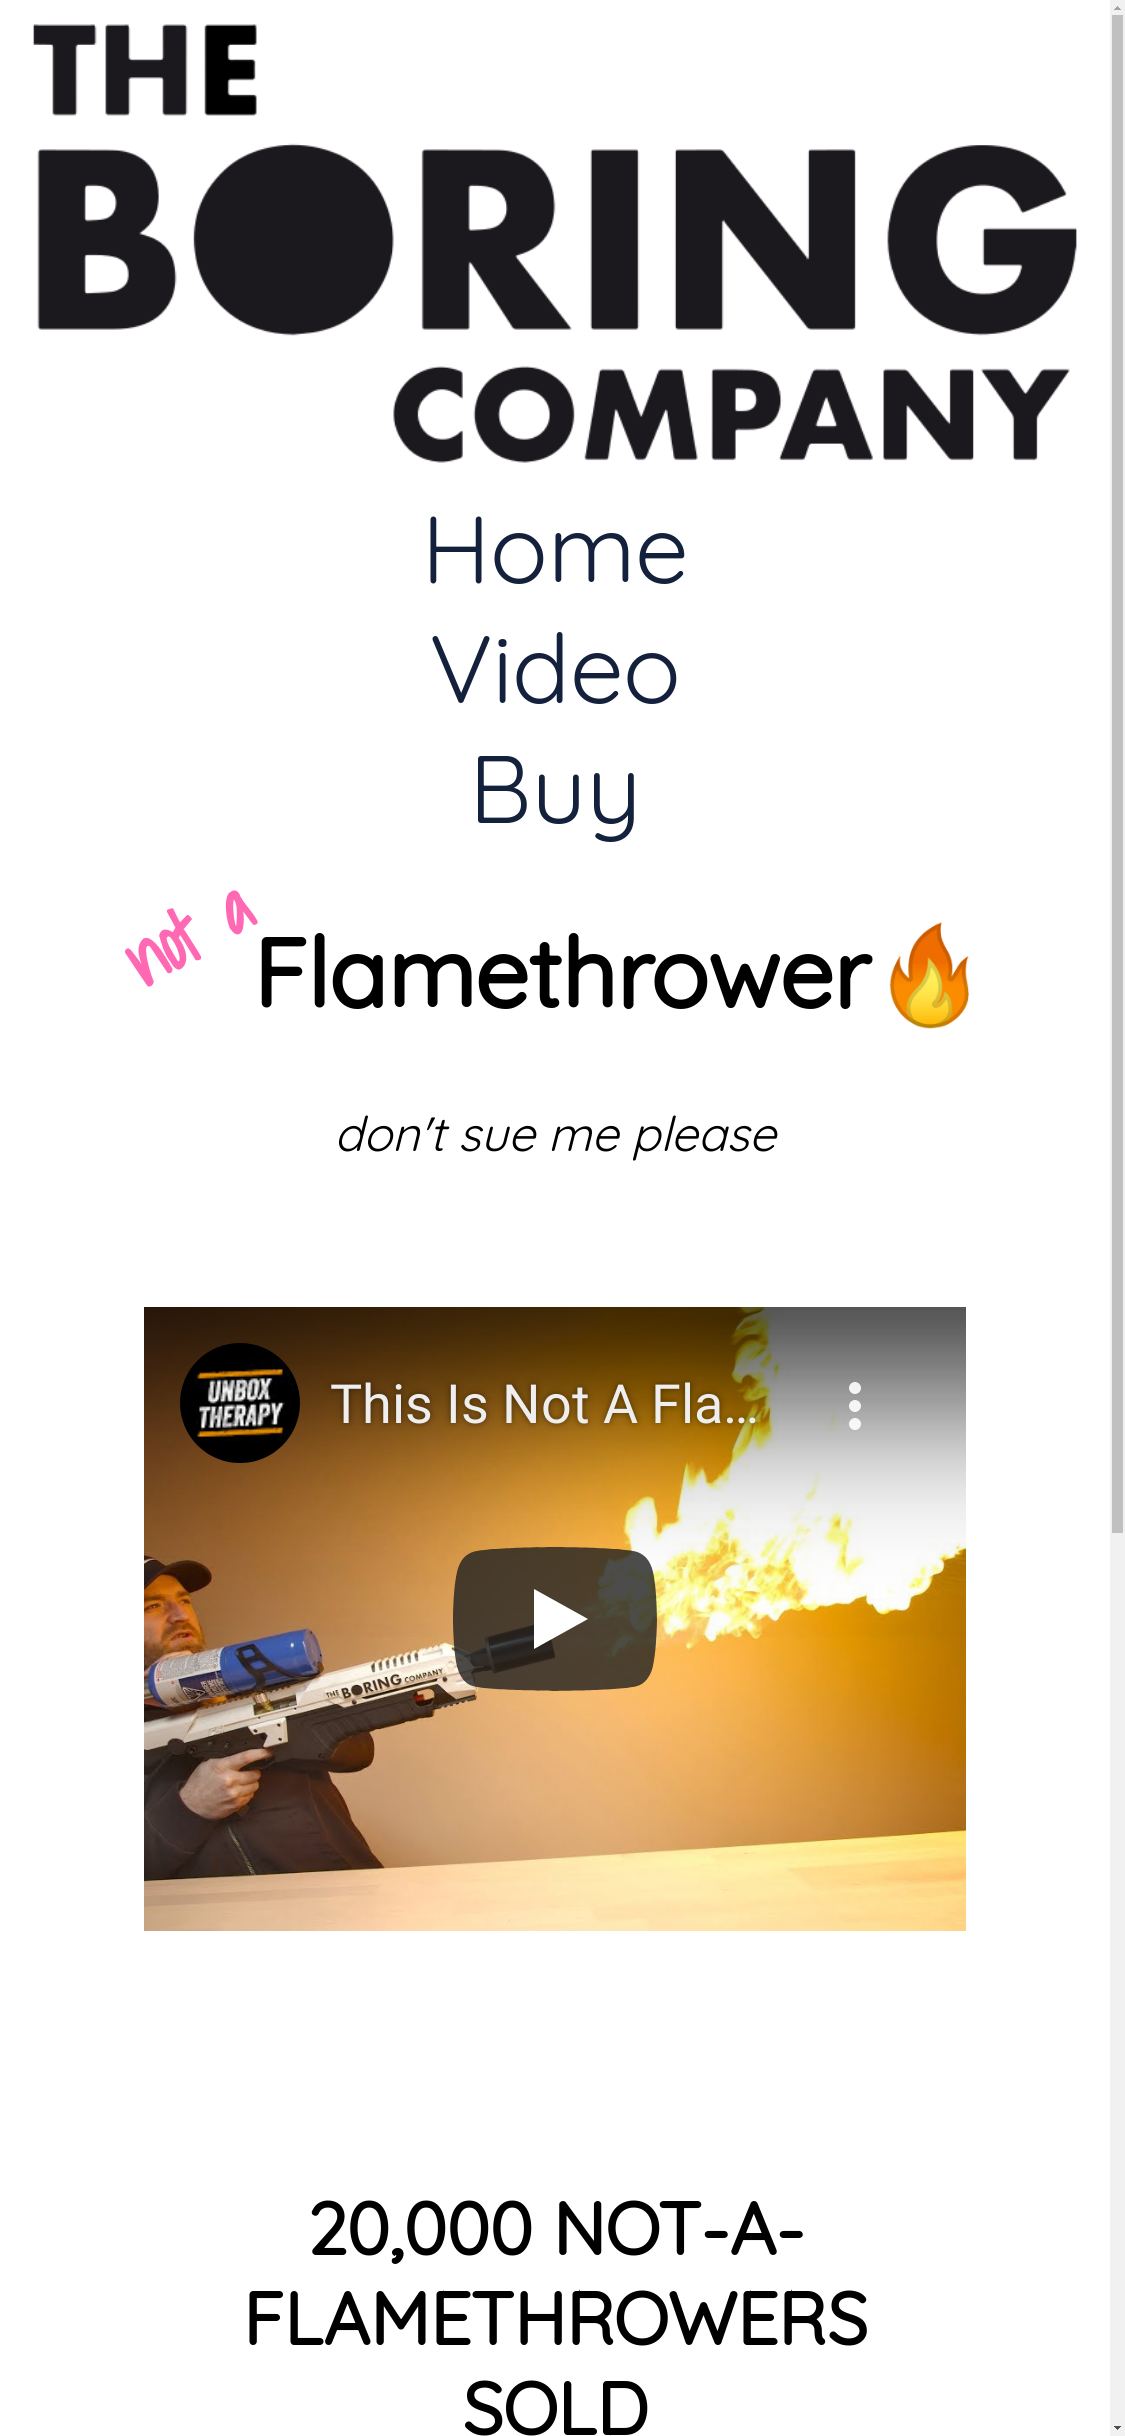 THE
BORING
COMPANY
Home
Video
Buy
not a
Flamethrower🔥
don't sue me please
UNBOX
THERAPY
This Is Not A Fla...
THE BORING COMPANY
20,000 NOT-A-
FLAMETHROWERS
SOLD